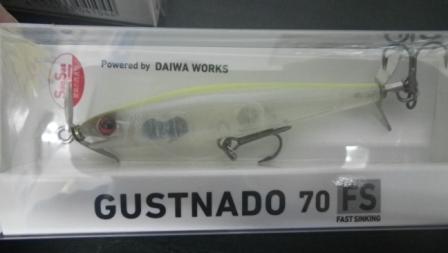 Powered by DAIWA WORKS
GUSTNADO 70 FS
FAST SINKING